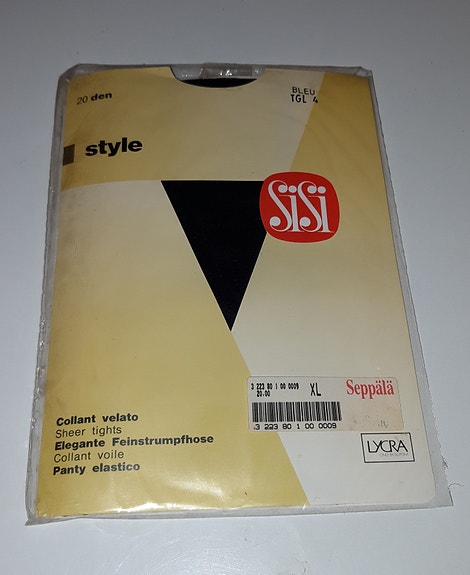 20 den
BLEU
TGL 4
style
SiSi
3 223 80 1 00 0009
20.00
XL
Seppälä
3 223 80 1 00 0009
Collant velato
Sheer tights
Elegante Feinstrumpfhose
Collant voile
Panty elastico
LYCRA